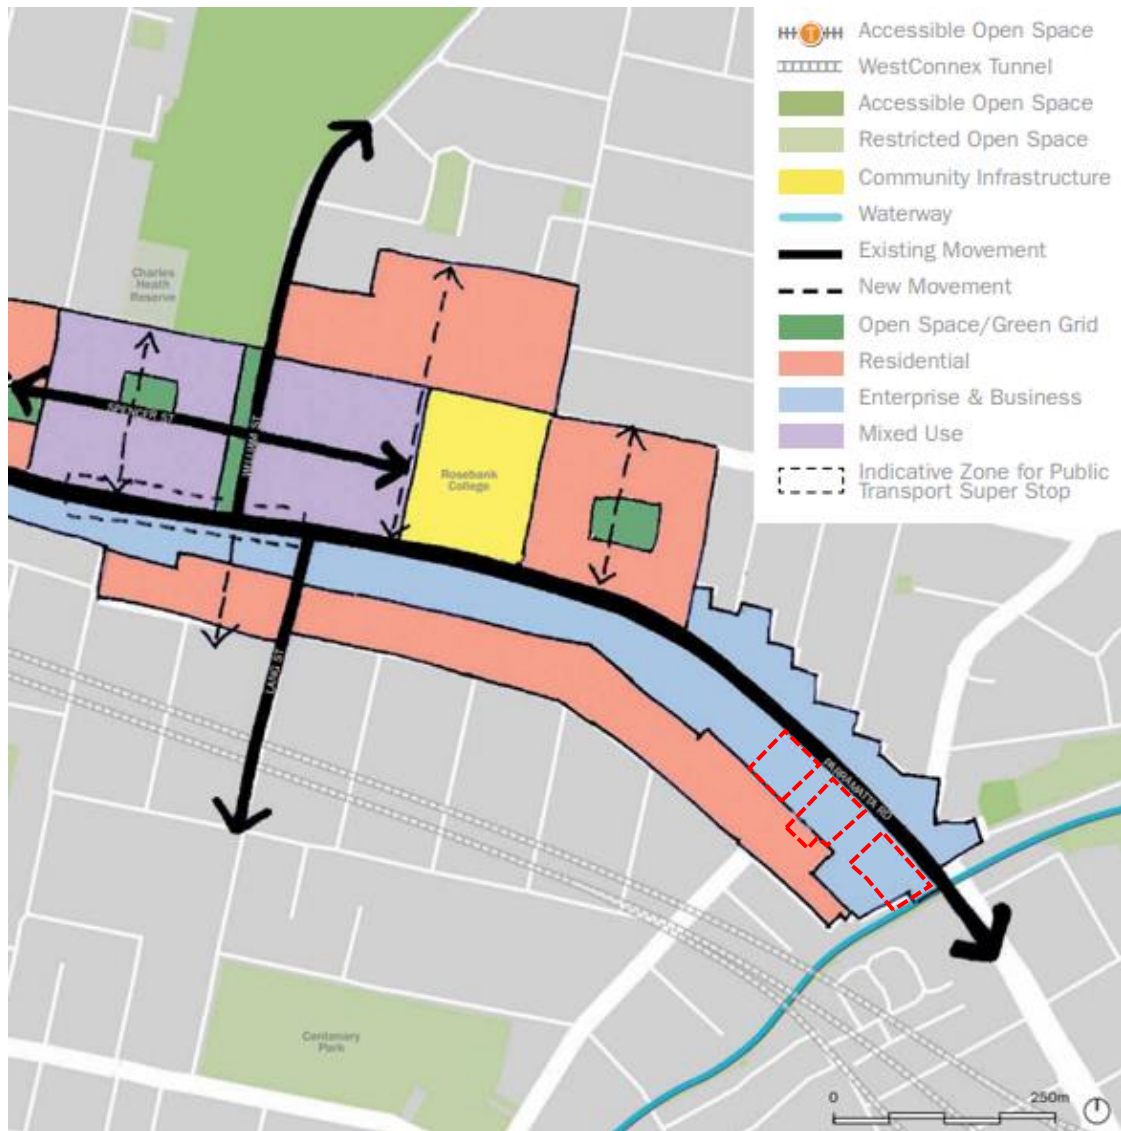 T
Accessible Open Space
WestConnex Tunnel
Accessible Open Space
Restricted Open Space
Community Infrastructure
Waterway
Existing Movement
New Movement
Open Space/Green Grid
Residential
Enterprise & Business
Mixed Use
Indicative Zone for Public
Transport Super Stop
Charles
Heath
Reserve
SPENCER ST
WILLIAM ST
Rosebank
College
LANG ST
PARRAMATTA RD
Centenary
Park
0 250m